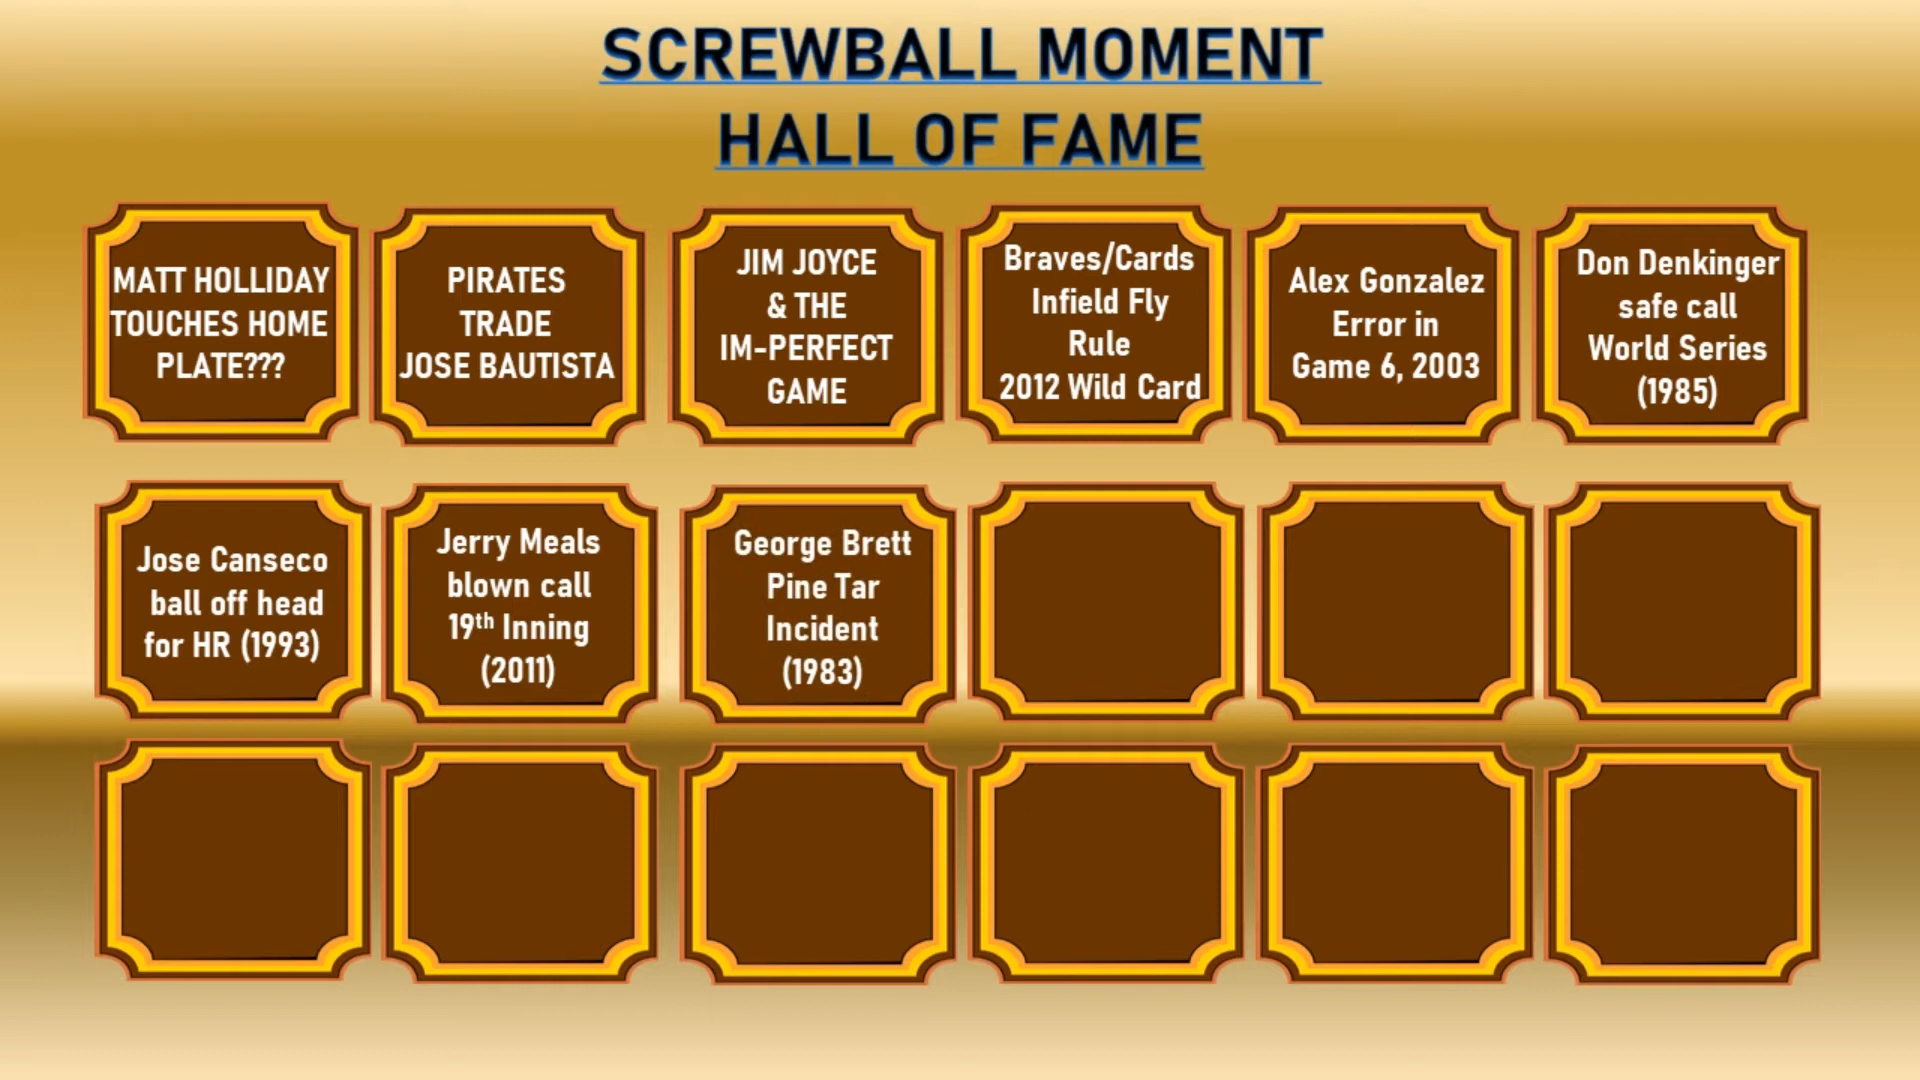 SCREWBALL MOMENT
HALL OF FAME
MATT HOLLIDAY
TOUCHES HOME
PLATE???
PIRATES
TRADE
JOSE BAUTISTA
JIM JOYCE
& THE
IM-PERFECT
GAME
Braves/Cards
Infield Fly
Rule
2012 Wild Card
Alex Gonzalez
Error in
Game 6, 2003
Don Denkinger
safe call
World Series
(1985)
Jose Canseco
ball off head
for HR (1993)
Jerry Meals
blown call
19th Inning
(2011)
George Brett
Pine Tar
Incident
(1983)